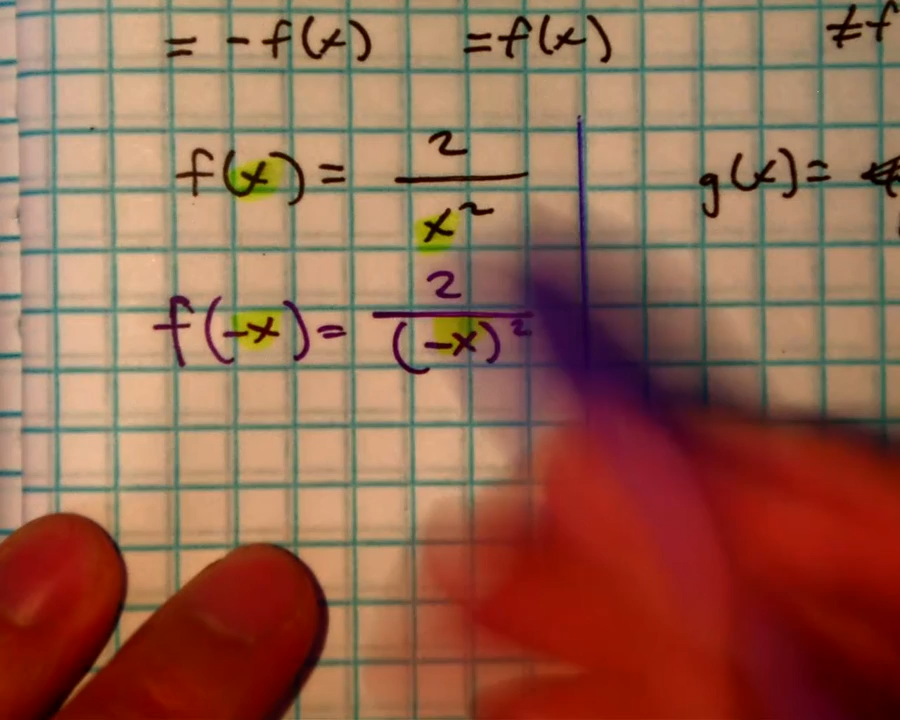 = -f(x) =f(x) ≠f
f(x)= 2/x²
g(x)=
f(-x)= 2/(-x)²